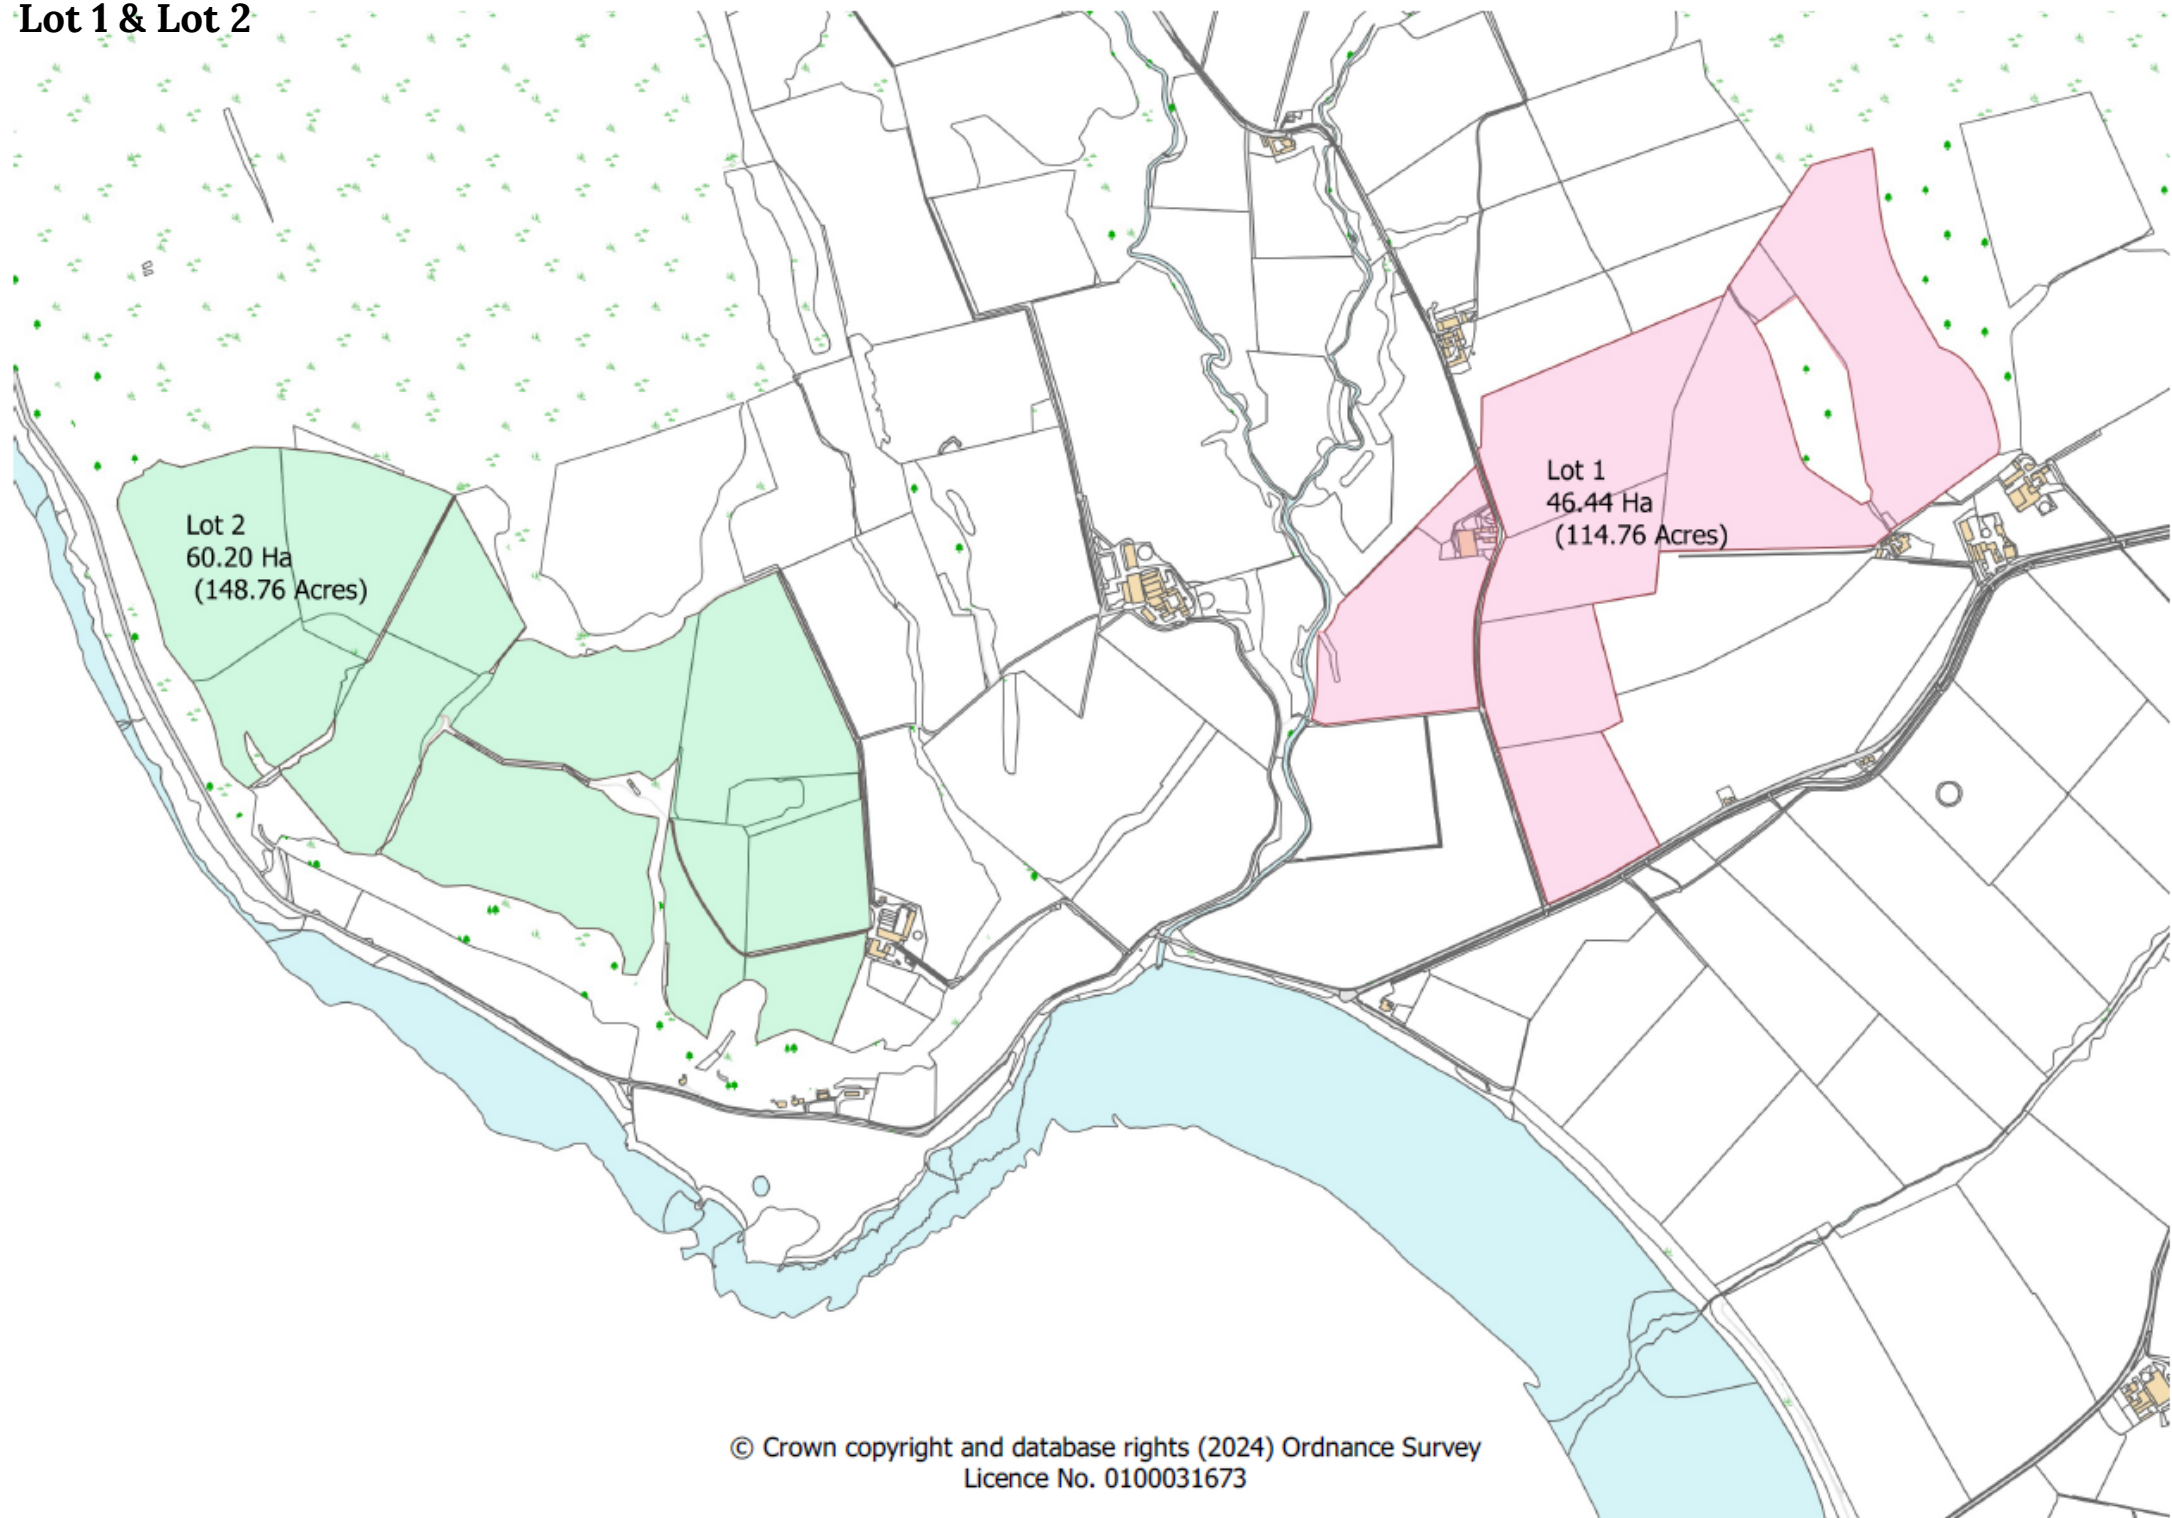 Lot 1 & Lot 2
Lot 1
46.44 Ha
(114.76 Acres)
Lot 2
60.20 Ha
(148.76 Acres)
© Crown copyright and database rights (2024) Ordnance Survey
Licence No. 0100031673